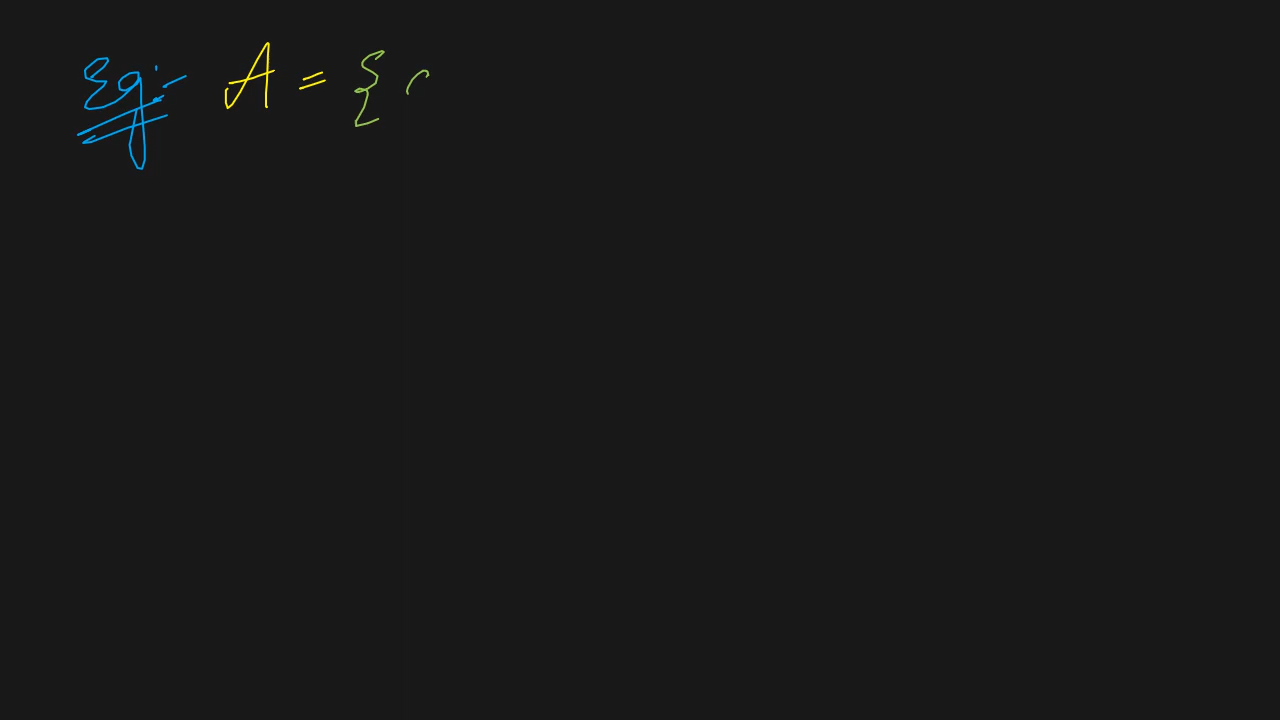 Eg:- A = {